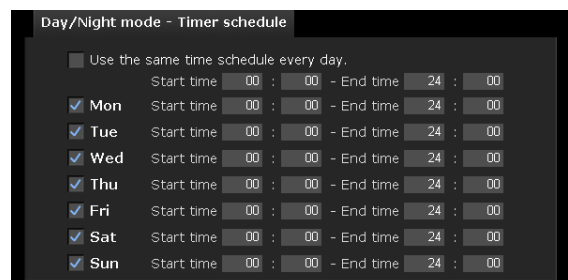 Day/Night mode - Timer schedule
Use the same time schedule every day.
Start time 00 : 00 - End time 24 : 00
Mon Start time 00 : 00 - End time 24 : 00
Tue Start time 00 : 00 - End time 24 : 00
Wed Start time 00 : 00 - End time 24 : 00
Thu Start time 00 : 00 - End time 24 : 00
Fri Start time 00 : 00 - End time 24 : 00
Sat Start time 00 : 00 - End time 24 : 00
Sun Start time 00 : 00 - End time 24 : 00